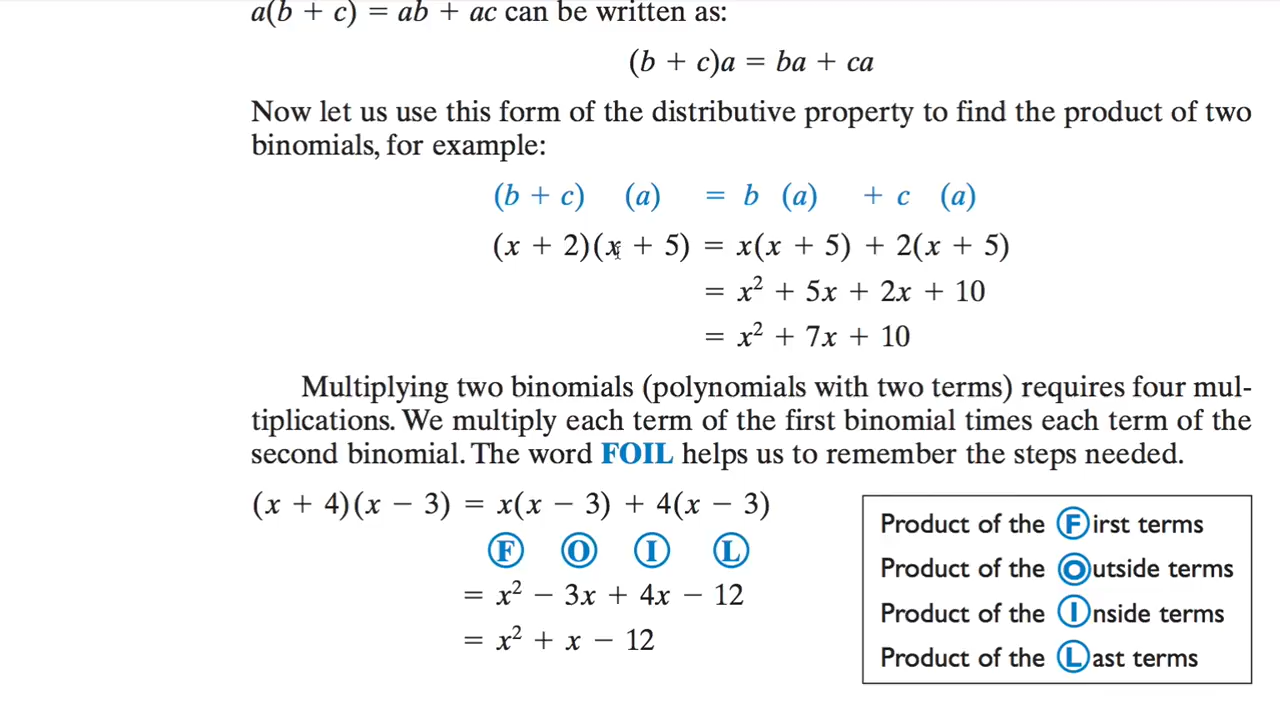 a(b + c) = ab + ac can be written as:
(b + c)a = ba + ca
Now let us use this form of the distributive property to find the product of two
binomials, for example:
(b + c) (a) = b (a) + c (a)
(x + 2)(x + 5) = x(x + 5) + 2(x + 5)
= x² + 5x + 2x + 10
= x² + 7x + 10
Multiplying two binomials (polynomials with two terms) requires four mul-
tiplications. We multiply each term of the first binomial times each term of the
second binomial. The word FOIL helps us to remember the steps needed.
(x + 4)(x − 3) = x(x − 3) + 4(x − 3)
F O I L
= x² − 3x + 4x − 12
= x² + x − 12
Product of the First terms
Product of the Outside terms
Product of the Inside terms
Product of the Last terms